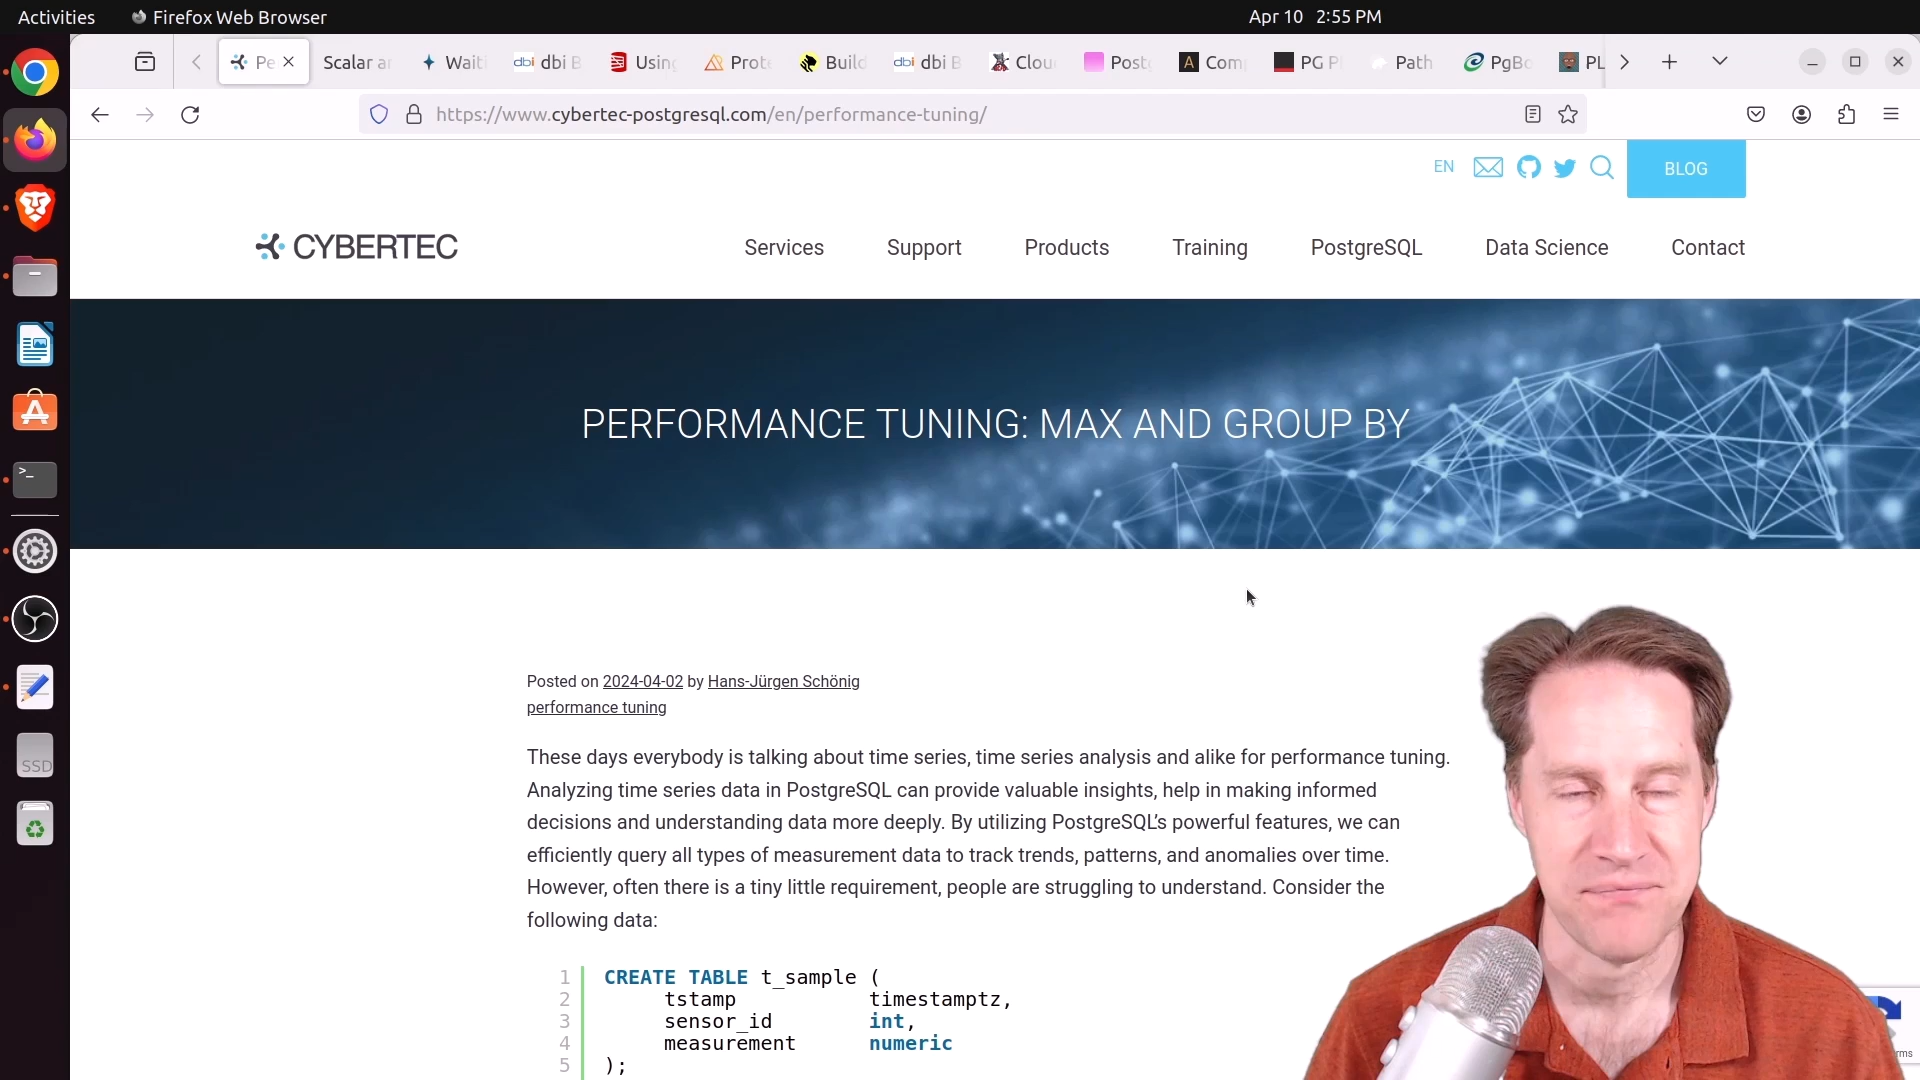 Activities
Firefox Web Browser
Apr 10 2:55 PM
Pe
Scalar ar
Waiti
dbi B
Using
Prote
Build
dbi B
Clou
Postg
Com
PG P
Path
PgBo
PL
https://www.cybertec-postgresql.com/en/performance-tuning/
EN
BLOG
CYBERTEC
Services
Support
Products
Training
PostgreSQL
Data Science
Contact
PERFORMANCE TUNING: MAX AND GROUP BY
Posted on 2024-04-02 by Hans-Jürgen Schönig
performance tuning
These days everybody is talking about time series, time series analysis and alike for performance tuning.
Analyzing time series data in PostgreSQL can provide valuable insights, help in making informed
decisions and understanding data more deeply. By utilizing PostgreSQL’s powerful features, we can
efficiently query all types of measurement data to track trends, patterns, and anomalies over time.
However, often there is a tiny little requirement, people are struggling to understand. Consider the
following data:
1 CREATE TABLE t_sample (
2 tstamp timestamptz,
3 sensor_id int,
4 measurement numeric
5 );
SSD